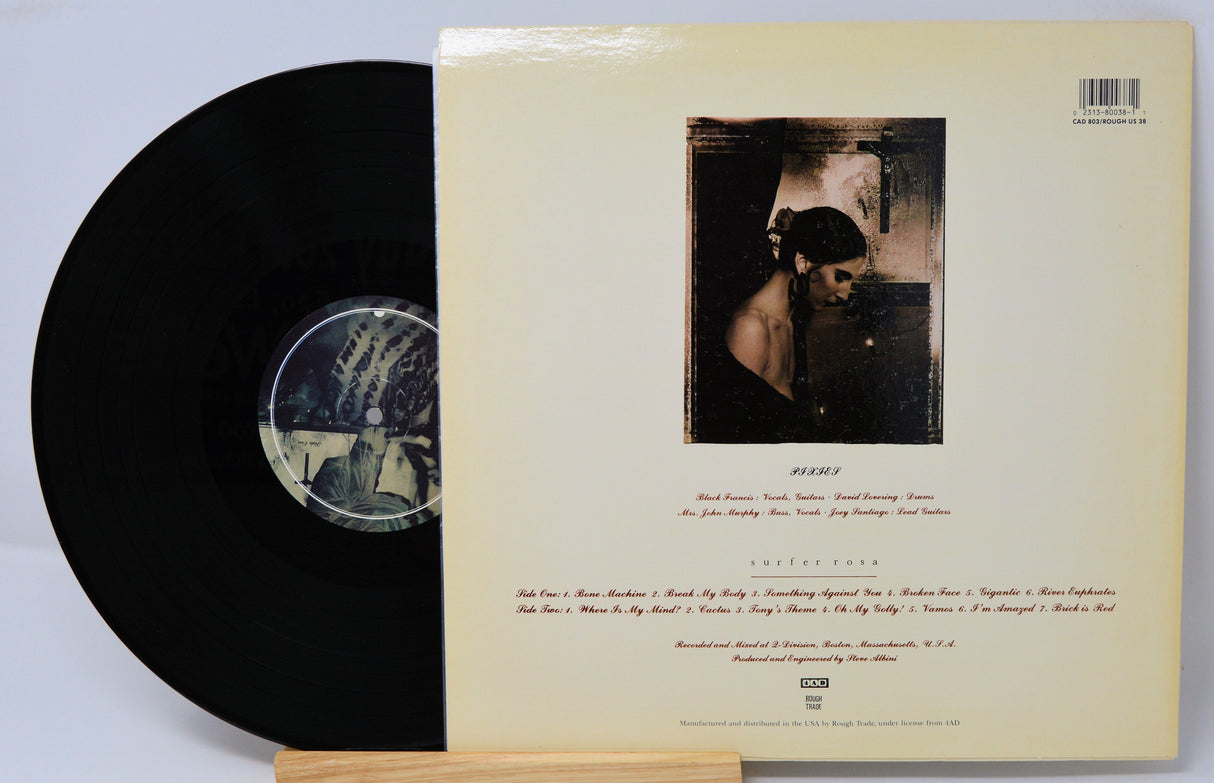 0 2313-80038-1 1
CAD 803/ROUGH US 38
PIXIES
Black Francis : Vocals, Guitars · David Lovering : Drums
Mrs. John Murphy : Bass, Vocals · Joey Santiago : Lead Guitars
surfer rosa
Side One: 1. Bone Machine 2. Break My Body 3. Something Against You 4. Broken Face 5. Gigantic 6. River Euphrates
Side Two: 1. Where Is My Mind? 2. Cactus 3. Tony's Theme 4. Oh My Golly! 5. Vamos 6. I'm Amazed 7. Brick is Red
Recorded and Mixed at Q-Division, Boston, Massachusetts, U.S.A.
Produced and Engineered by Steve Albini
4AD
ROUGH
TRADE
Manufactured and distributed in the USA by Rough Trade, under license from 4AD
Side One